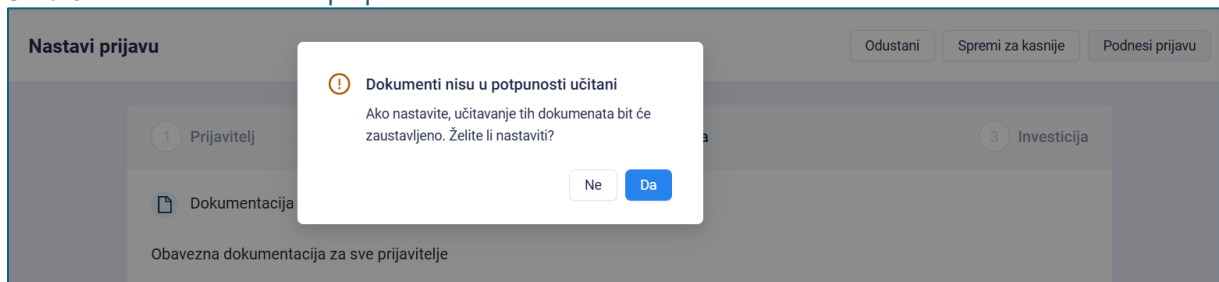 Nastavi prijavu
Odustani
Spremi za kasnije
Podnesi prijavu
Dokumenti nisu u potpunosti učitani
Ako nastavite, učitavanje tih dokumenata bit će
zaustavljeno. Želite li nastaviti?
Ne
Da
1 Prijavitelj
a
3 Investicija
Dokumentacija
Obavezna dokumentacija za sve prijavitelje